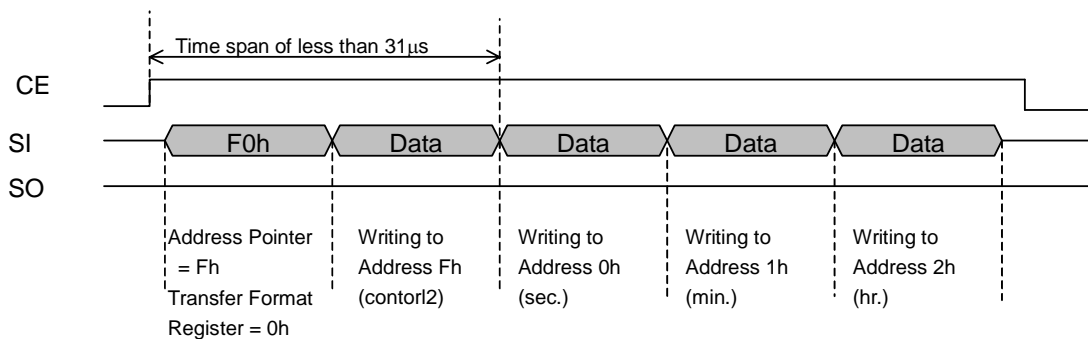 Time span of less than 31µs
CE
SI
F0h
Data
Data
Data
Data
SO
Address Pointer
= Fh
Transfer Format
Register = 0h
Writing to
Address Fh
(contorl2)
Writing to
Address 0h
(sec.)
Writing to
Address 1h
(min.)
Writing to
Address 2h
(hr.)